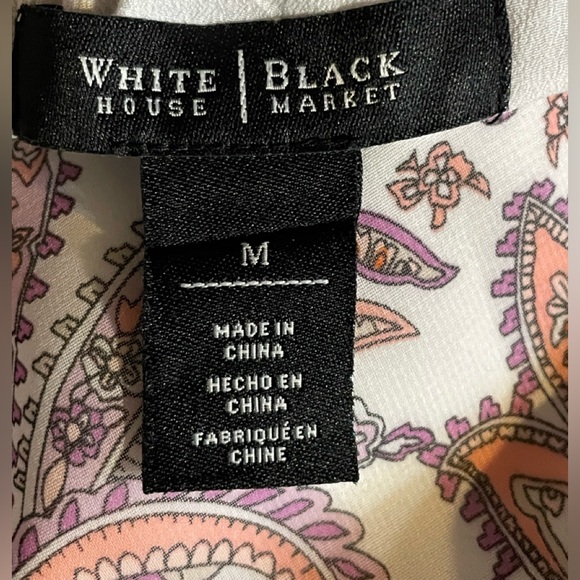 WHITE | BLACK
HOUSE | MARKET
M
MADE IN
CHINA
HECHO EN
CHINA
FABRIQUÉ EN
CHINE